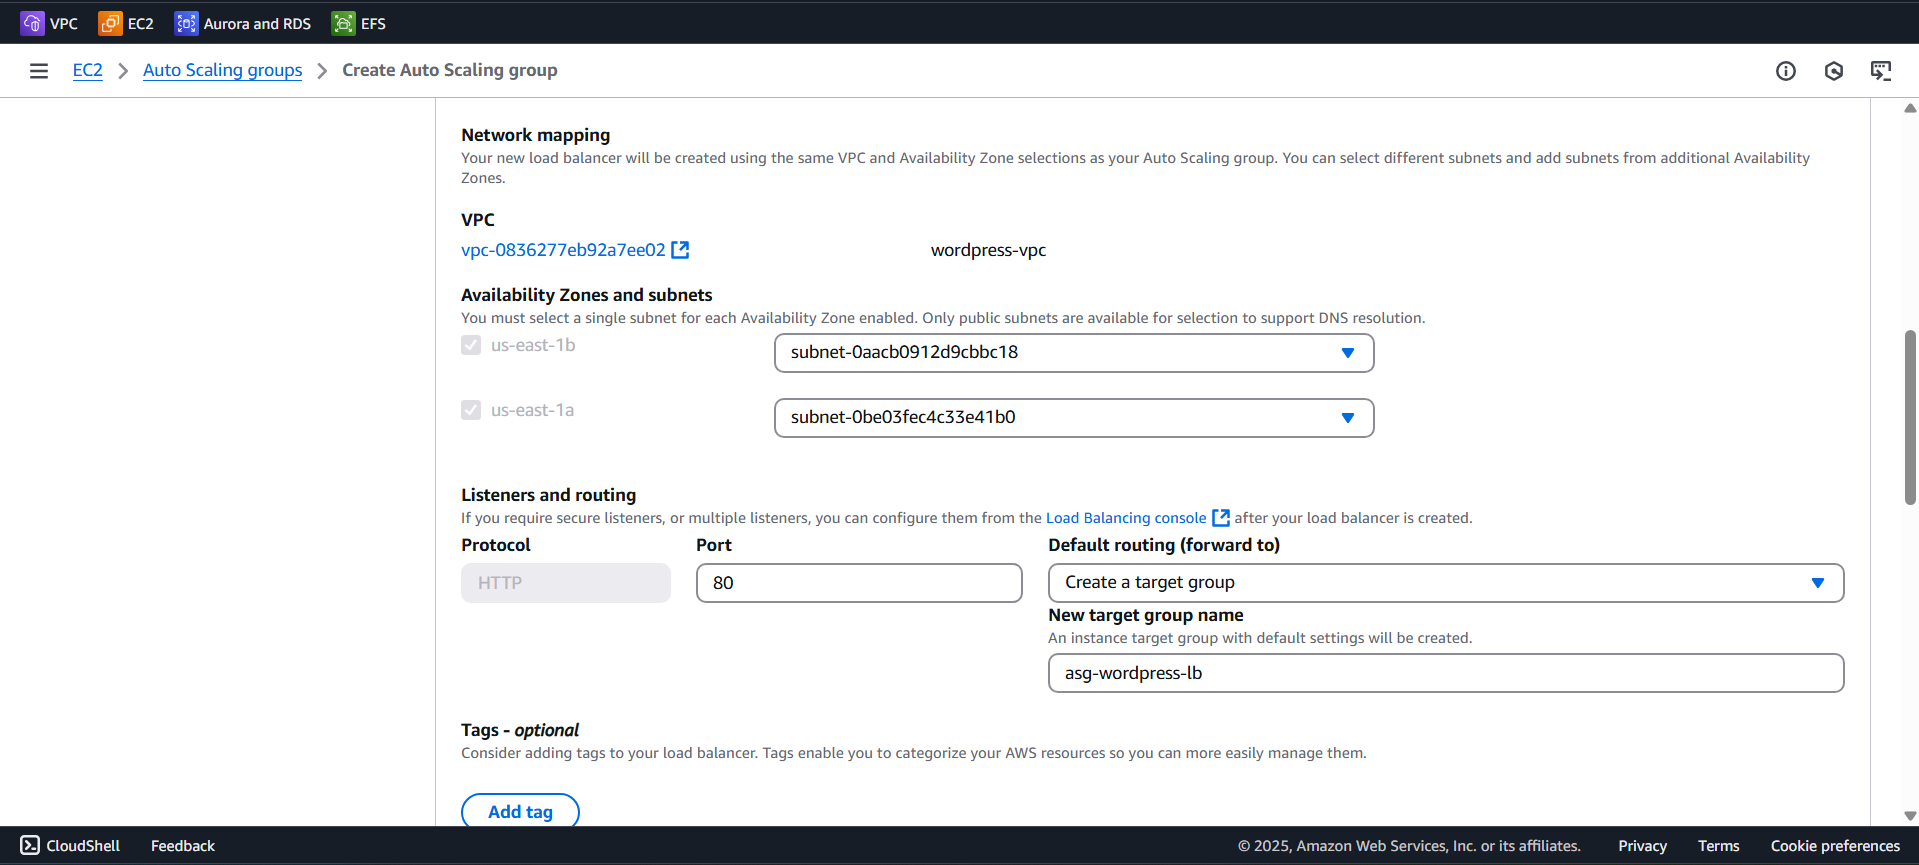 VPC EC2 Aurora and RDS EFS
EC2 Auto Scaling groups Create Auto Scaling group
Network mapping
Your new load balancer will be created using the same VPC and Availability Zone selections as your Auto Scaling group. You can select different subnets and add subnets from additional Availability
Zones.
VPC
vpc-0836277eb92a7ee02 wordpress-vpc
Availability Zones and subnets
You must select a single subnet for each Availability Zone enabled. Only public subnets are available for selection to support DNS resolution.
us-east-1b subnet-0aacb0912d9cbbc18
us-east-1a subnet-0be03fec4c33e41b0
Listeners and routing
If you require secure listeners, or multiple listeners, you can configure them from the Load Balancing console after your load balancer is created.
Protocol Port Default routing (forward to)
HTTP 80 Create a target group
New target group name
An instance target group with default settings will be created.
asg-wordpress-lb
Tags - optional
Consider adding tags to your load balancer. Tags enable you to categorize your AWS resources so you can more easily manage them.
Add tag
CloudShell Feedback © 2025, Amazon Web Services, Inc. or its affiliates. Privacy Terms Cookie preferences